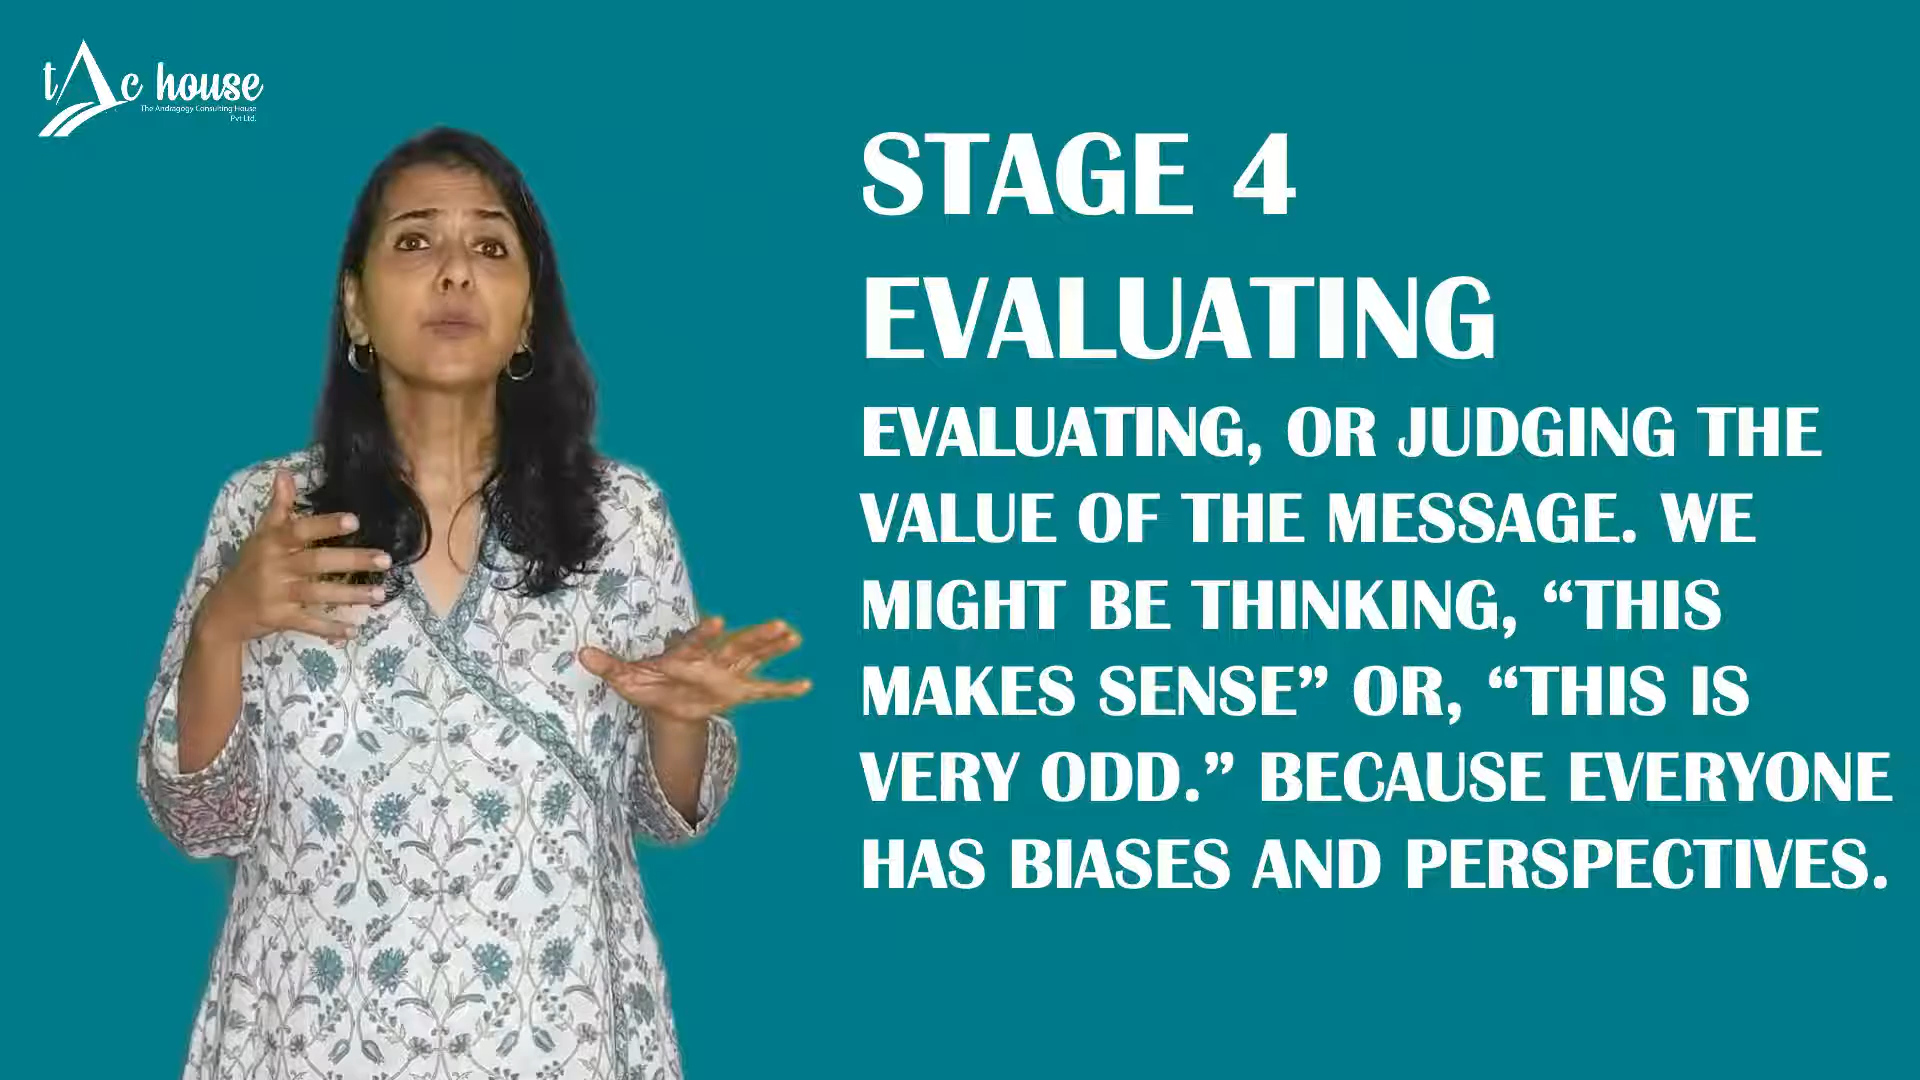 tAc house
The Andragogy Consulting House
Pvt Ltd.
STAGE 4
EVALUATING
EVALUATING, OR JUDGING THE
VALUE OF THE MESSAGE. WE
MIGHT BE THINKING, “THIS
MAKES SENSE” OR, “THIS IS
VERY ODD.” BECAUSE EVERYONE
HAS BIASES AND PERSPECTIVES.